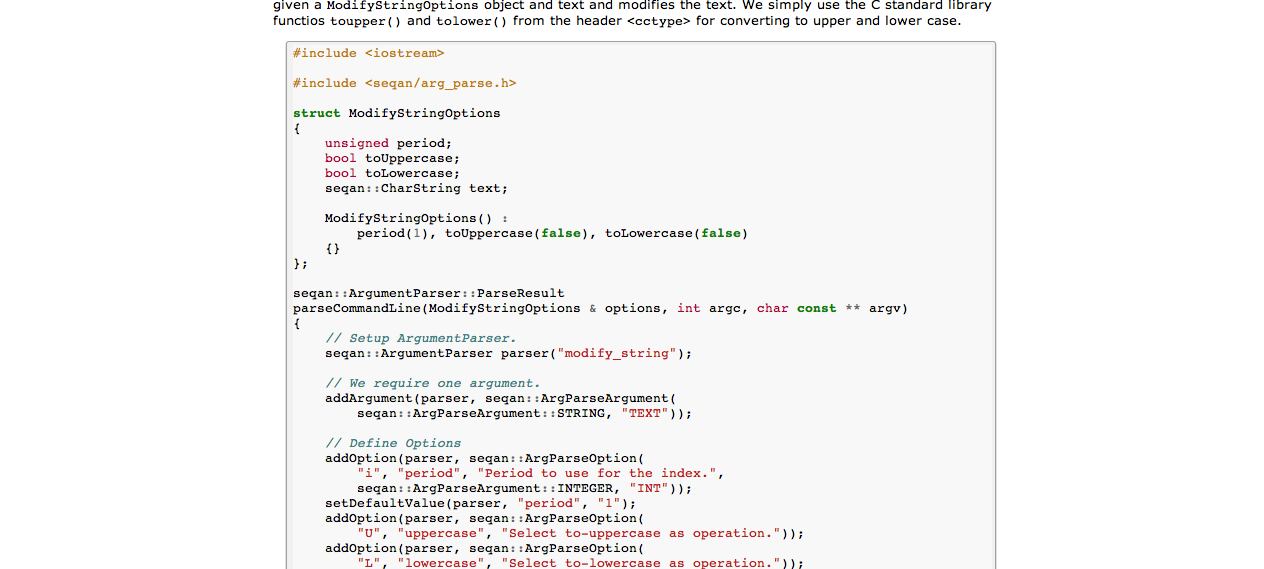 given a ModifyStringOptions object and text and modifies the text. We simply use the C standard library
functios toupper() and tolower() from the header <cctype> for converting to upper and lower case.
#include <iostream>
#include <seqan/arg_parse.h>
struct ModifyStringOptions
{
    unsigned period;
    bool toUppercase;
    bool toLowercase;
    seqan::CharString text;
    ModifyStringOptions() :
        period(1), toUppercase(false), toLowercase(false)
    {}
};
seqan::ArgumentParser::ParseResult
parseCommandLine(ModifyStringOptions & options, int argc, char const ** argv)
{
    // Setup ArgumentParser.
    seqan::ArgumentParser parser("modify_string");
    // We require one argument.
    addArgument(parser, seqan::ArgParseArgument(
        seqan::ArgParseArgument::STRING, "TEXT"));
    // Define Options
    addOption(parser, seqan::ArgParseOption(
        "i", "period", "Period to use for the index.",
        seqan::ArgParseArgument::INTEGER, "INT"));
    setDefaultValue(parser, "period", "1");
    addOption(parser, seqan::ArgParseOption(
        "U", "uppercase", "Select to-uppercase as operation."));
    addOption(parser, seqan::ArgParseOption(
        "L", "lowercase", "Select to-lowercase as operation."));